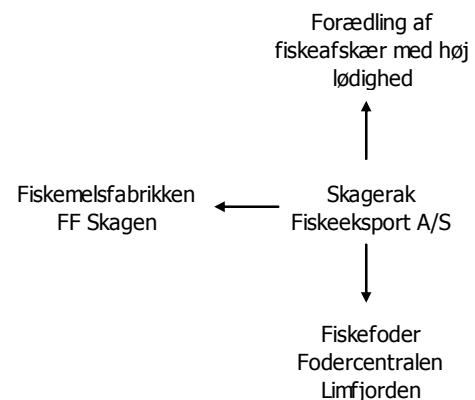 Forædling af
fiskeafskær med høj
lødighed
Fiskemelsfabrikken
FF Skagen
Skagerak
Fiskeeksport A/S
Fiskefoder
Fodercentralen
Limfjorden